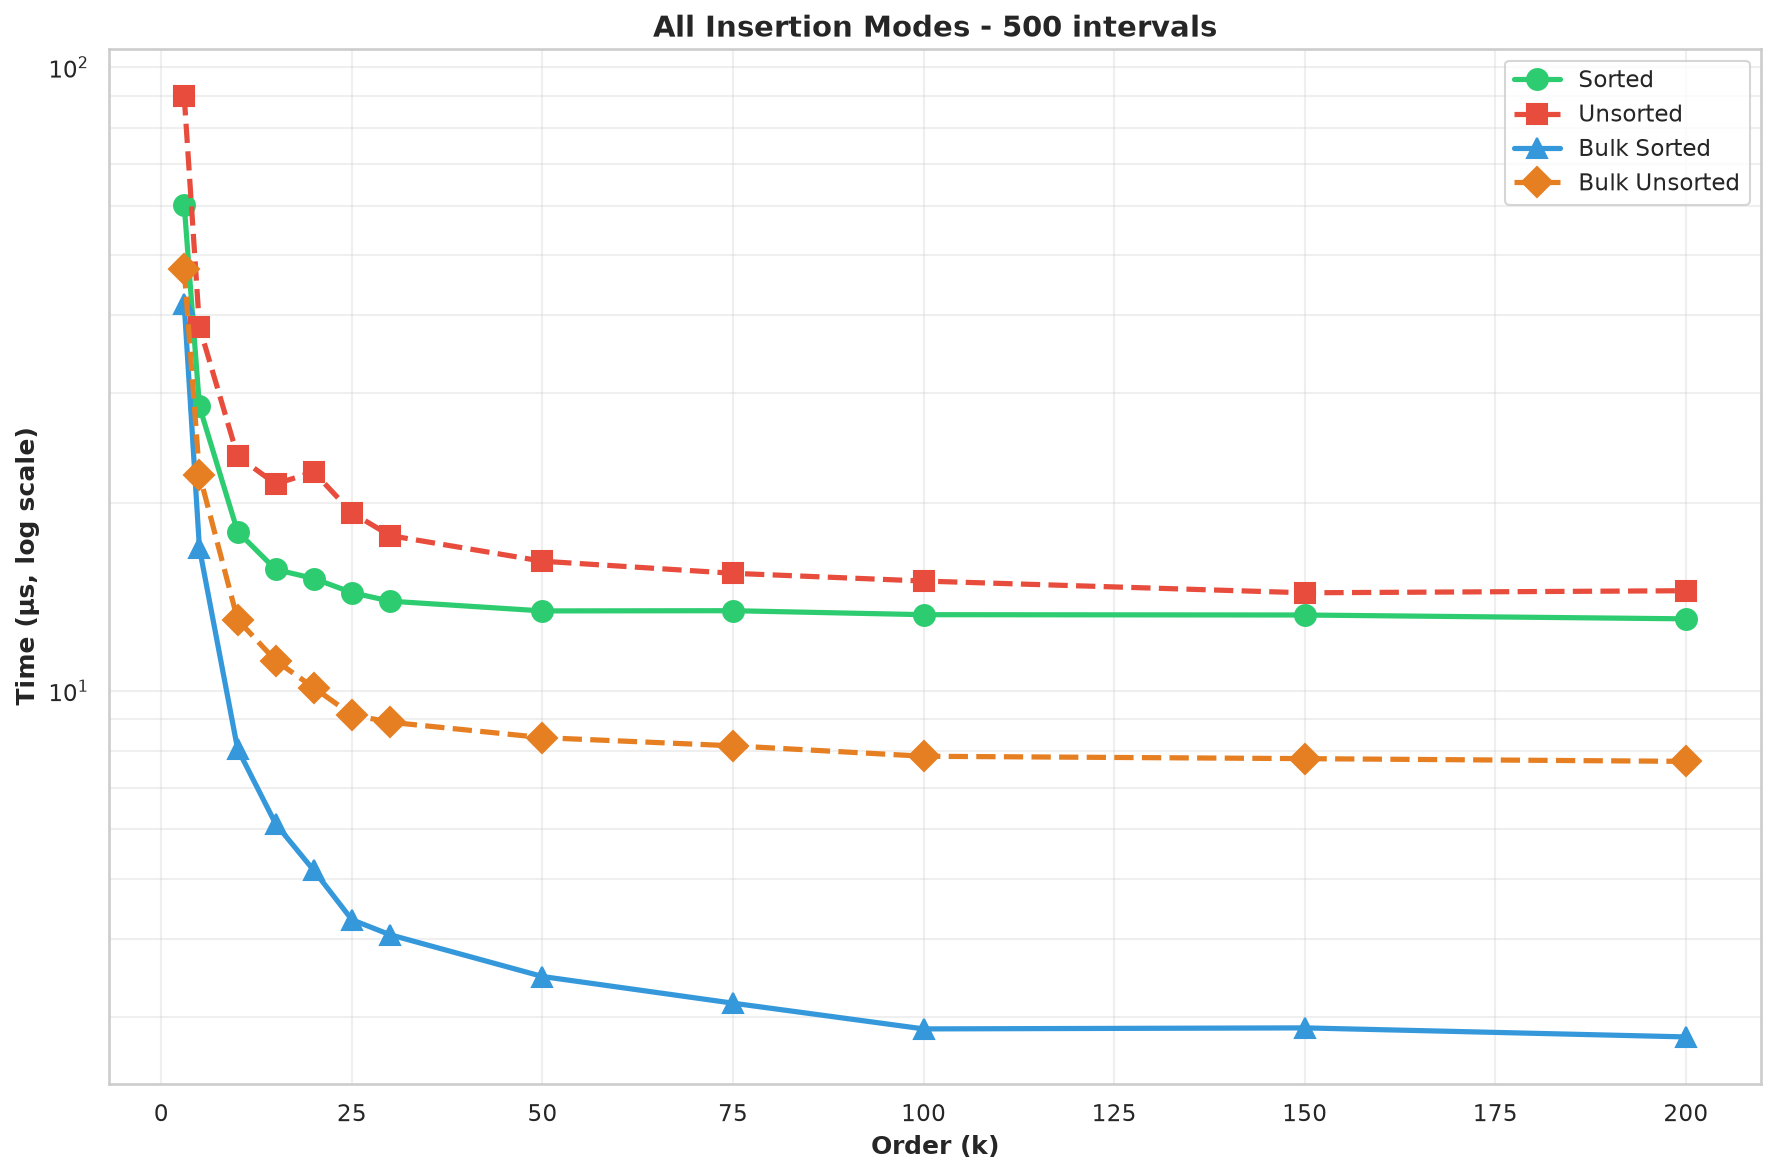 All Insertion Modes - 500 intervals
10²
Sorted
Unsorted
Bulk Sorted
Bulk Unsorted
Time (µs, log scale)
10¹
0 25 50 75 100 125 150 175 200
Order (k)